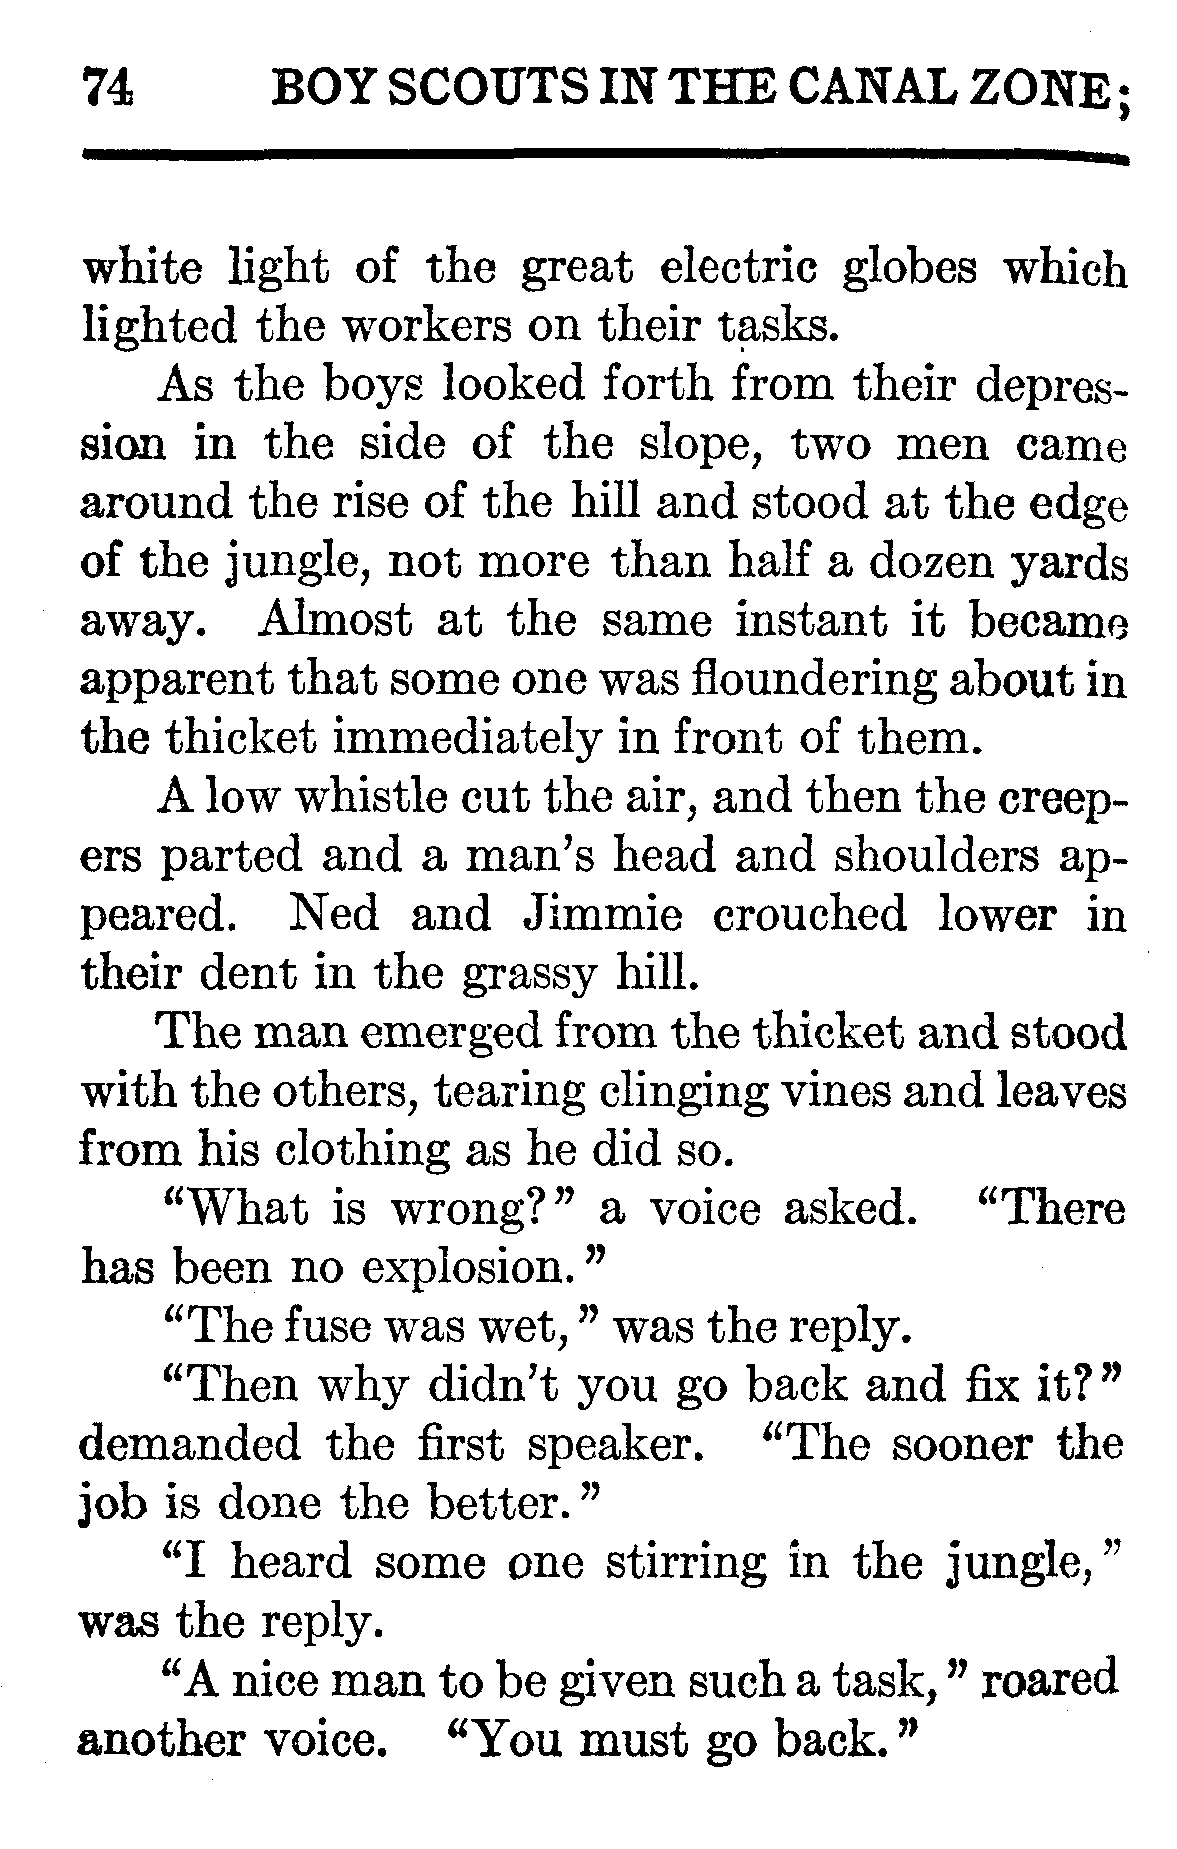 74 BOY SCOUTS IN THE CANAL ZONE;
white light of the great electric globes which
lighted the workers on their tasks.
As the boys looked forth from their depres-
sion in the side of the slope, two men came
around the rise of the hill and stood at the edge
of the jungle, not more than half a dozen yards
away. Almost at the same instant it became
apparent that some one was floundering about in
the thicket immediately in front of them.
A low whistle cut the air, and then the creep-
ers parted and a man's head and shoulders ap-
peared. Ned and Jimmie crouched lower in
their dent in the grassy hill.
The man emerged from the thicket and stood
with the others, tearing clinging vines and leaves
from his clothing as he did so.
“What is wrong?” a voice asked. “There
has been no explosion.”
“The fuse was wet,” was the reply.
“Then why didn't you go back and fix it?”
demanded the first speaker. “The sooner the
job is done the better.”
“I heard some one stirring in the jungle,”
was the reply.
“A nice man to be given such a task,” roared
another voice. “You must go back.”